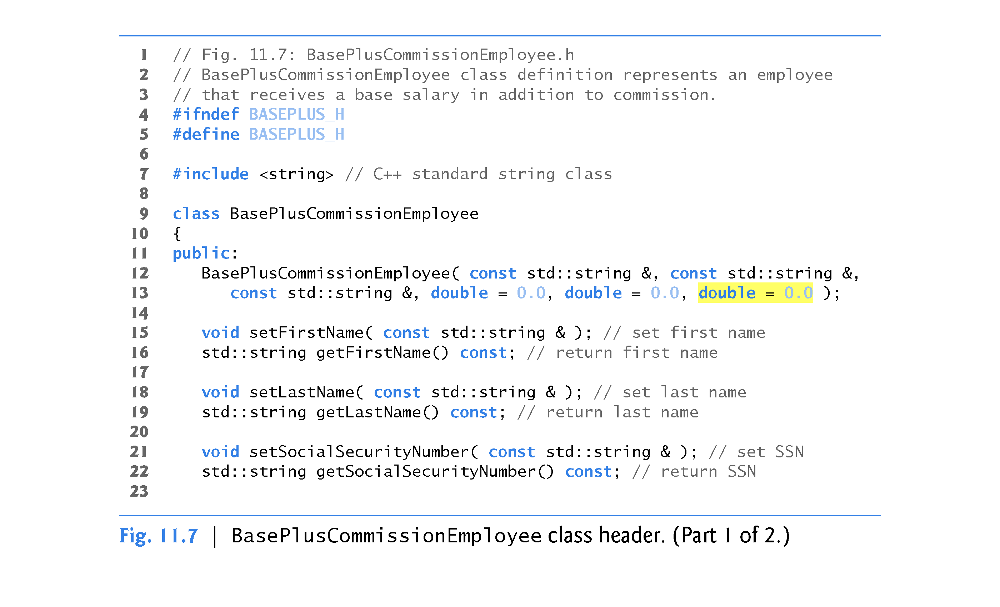 1 // Fig. 11.7: BasePlusCommissionEmployee.h
2 // BasePlusCommissionEmployee class definition represents an employee
3 // that receives a base salary in addition to commission.
4 #ifndef BASEPLUS_H
5 #define BASEPLUS_H
6
7 #include <string> // C++ standard string class
8
9 class BasePlusCommissionEmployee
10 {
11 public:
12 BasePlusCommissionEmployee( const std::string &, const std::string &,
13 const std::string &, double = 0.0, double = 0.0, double = 0.0 );
14
15 void setFirstName( const std::string & ); // set first name
16 std::string getFirstName() const; // return first name
17
18 void setLastName( const std::string & ); // set last name
19 std::string getLastName() const; // return last name
20
21 void setSocialSecurityNumber( const std::string & ); // set SSN
22 std::string getSocialSecurityNumber() const; // return SSN
23
Fig. 11.7 | BasePlusCommissionEmployee class header. (Part 1 of 2.)